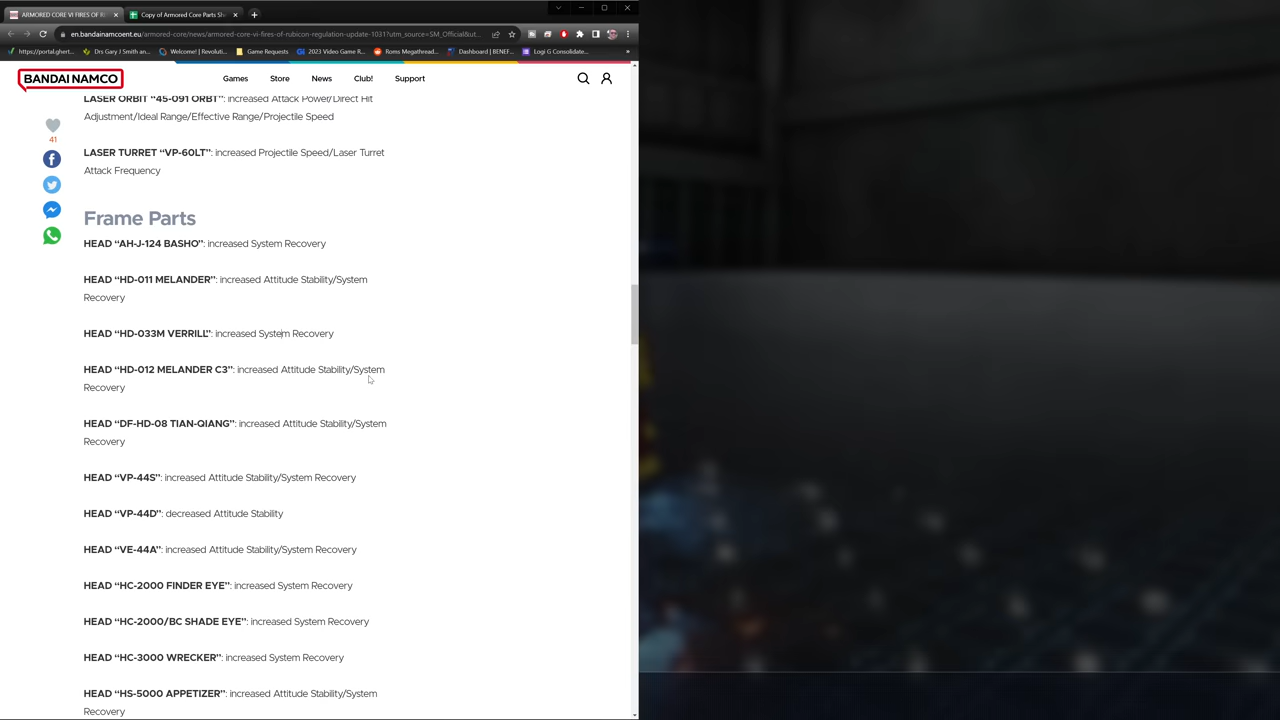 ARMORED CORE VI FIRES OF R
Copy of Armored Core Parts Sh
en.bandainamcoent.eu/armored-core/news/armored-core-vi-fires-of-rubicon-regulation-update-1031?utm_source=SM_Official&ut...
https://portal.ghert...
Drs Gary J Smith an...
Welcome! | Revoluti...
Game Requests
2023 Video Game R...
Roms Megathread...
Dashboard | BENEF...
Logi G Consolidate...
»
BANDAI NAMCO
Games
Store
News
Club!
Support
LASER ORBIT “45-091 ORBT”: increased Attack Power/Direct Hit
Adjustment/Ideal Range/Effective Range/Projectile Speed
41
LASER TURRET “VP-60LT”: increased Projectile Speed/Laser Turret
Attack Frequency
Frame Parts
HEAD “AH-J-124 BASHO”: increased System Recovery
HEAD “HD-011 MELANDER”: increased Attitude Stability/System
Recovery
HEAD “HD-033M VERRILL”: increased System Recovery
HEAD “HD-012 MELANDER C3”: increased Attitude Stability/System
Recovery
HEAD “DF-HD-08 TIAN-QIANG”: increased Attitude Stability/System
Recovery
HEAD “VP-44S”: increased Attitude Stability/System Recovery
HEAD “VP-44D”: decreased Attitude Stability
HEAD “VE-44A”: increased Attitude Stability/System Recovery
HEAD “HC-2000 FINDER EYE”: increased System Recovery
HEAD “HC-2000/BC SHADE EYE”: increased System Recovery
HEAD “HC-3000 WRECKER”: increased System Recovery
HEAD “HS-5000 APPETIZER”: increased Attitude Stability/System
Recovery